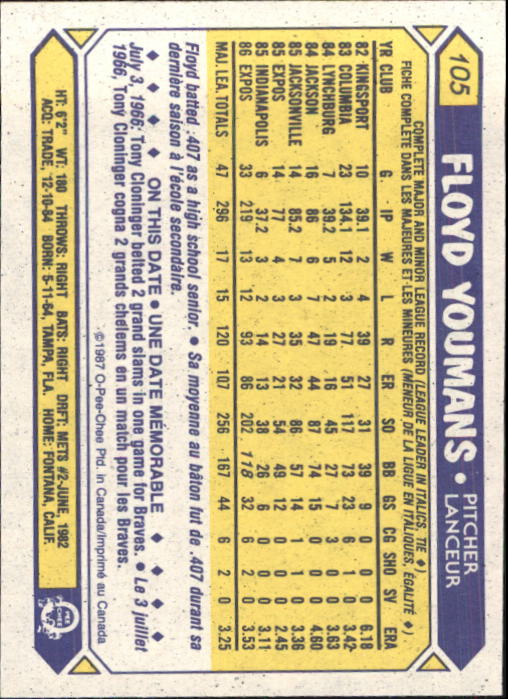 105 FLOYD YOUMANS • PITCHER LANCEUR
COMPLETE MAJOR AND MINOR LEAGUE RECORD (LEAGUE LEADER IN ITALICS, TIE ♦)
FICHE COMPLÈTE DANS LES MAJEURES ET LES MINEURES (MENEUR DE LA LIGUE EN ITALIQUES, ÉGALITÉ ♦)
YR CLUB G IP W L R ER SO BB GS CG SHO SV ERA
82 KINGSPORT 10 39.1 2 4 39 27 31 39 9 0 0 0 6.18
83 COLUMBIA 23 134.1 12 3 77 51 117 73 23 6 1 0 3.42
84 LYNCHBURG 7 39.2 5 2 19 16 45 27 7 3 0 0 3.63
84 JACKSON 16 86 6 7 47 44 74 15 0 0 0 4.60
85 JACKSONVILLE 14 85.2 7 3 35 32 86 57 14 1 1 0 3.36
85 EXPOS 14 77 4 3 27 21 54 49 12 0 0 0 2.45
85 INDIANAPOLIS 6 37.2 3 2 14 13 38 26 6 0 0 0 3.11
86 EXPOS 33 219 13 12 93 86 202 118 32 6 2 0 3.53
MAJ. LEA. TOTALS 47 296 17 15 120 107 256 167 44 6 2 0 3.25
Floyd batted .407 as a high school senior. • Sa moyenne au bâton fut de .407 durant sa
dernière saison à l'école secondaire.
♦ ♦ ♦ ♦ ON THIS DATE • UNE DATE MÉMORABLE ♦ ♦ ♦ ♦
July 3, 1966: Tony Cloninger belted 2 grand slams in one game for Braves. • Le 3 juillet
1966, Tony Cloninger cogna 2 grands chelems en un match pour les Braves.
©1987 O-Pee-Chee Ptd. in Canada/Imprimé au Canada
HT: 6'2" WT: 180 THROWS: RIGHT BATS: RIGHT DRFT: METS #2-JUNE, 1982
ACQ: TRADE, 12-10-84 BORN: 5-11-64, TAMPA, FLA. HOME: FONTANA, CALIF.
O PEE CHEE